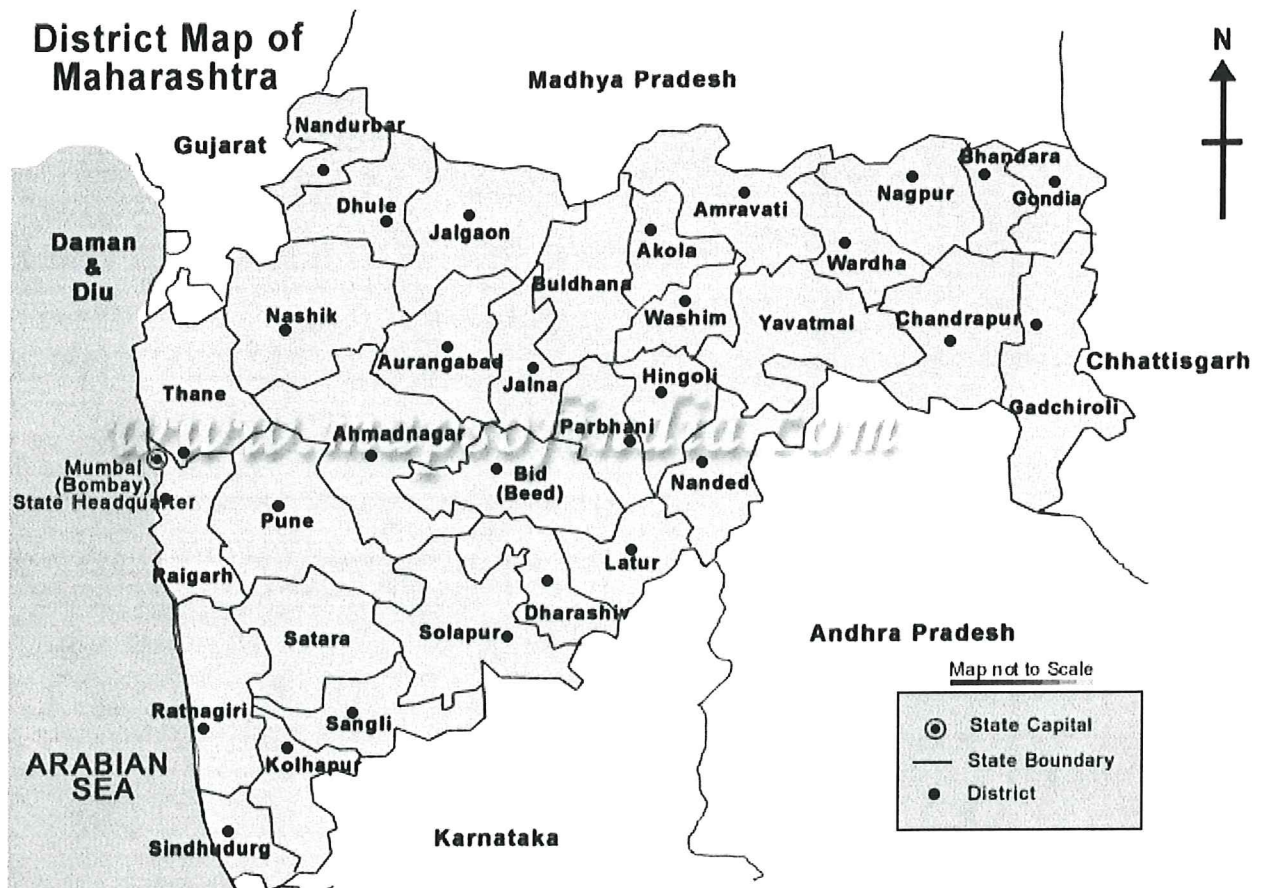 District Map of
Maharashtra
N
Madhya Pradesh
Gujarat
Nandurbar
Bhandara
Nagpur
Gondia
Dhule
Jalgaon
Amravati
Daman
&
Diu
Akola
Wardha
Buldhana
Nashik
Washim
Yavatmal
Chandrapur
Aurangabad
Chhattisgarh
Jalna
Hingoli
Thane
Gadchiroli
www.mapsofindia.com
Ahmadnagar
Parbhani
Mumbai
(Bombay)
State Headquarter
Bid
(Beed)
Nanded
Pune
Latur
Raigarh
Dharashiv
Satara
Solapur
Andhra Pradesh
Map not to Scale
Ratnagiri
Sangli
State Capital
ARABIAN
SEA
Kolhapur
State Boundary
District
Karnataka
Sindhudurg